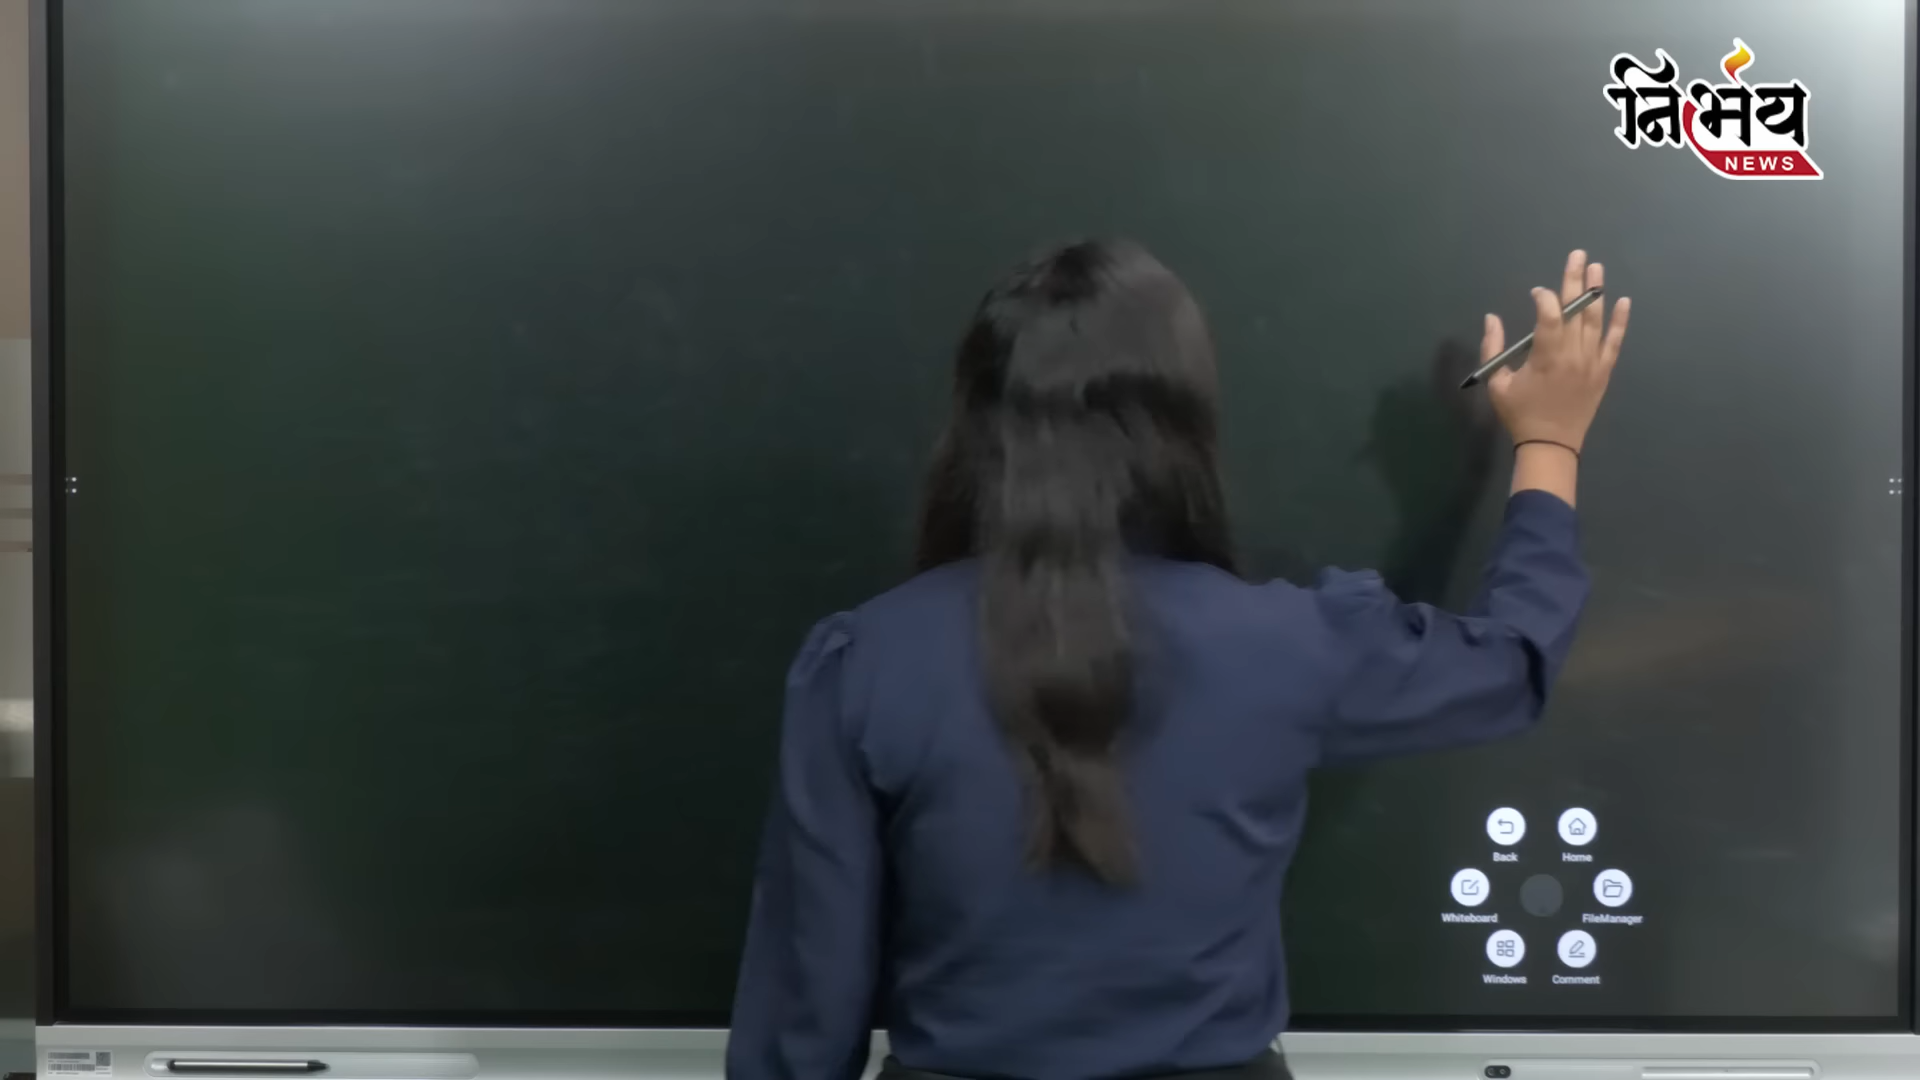 निर्भय
NEWS
Back
Home
Whiteboard
FileManager
Windows
Comment